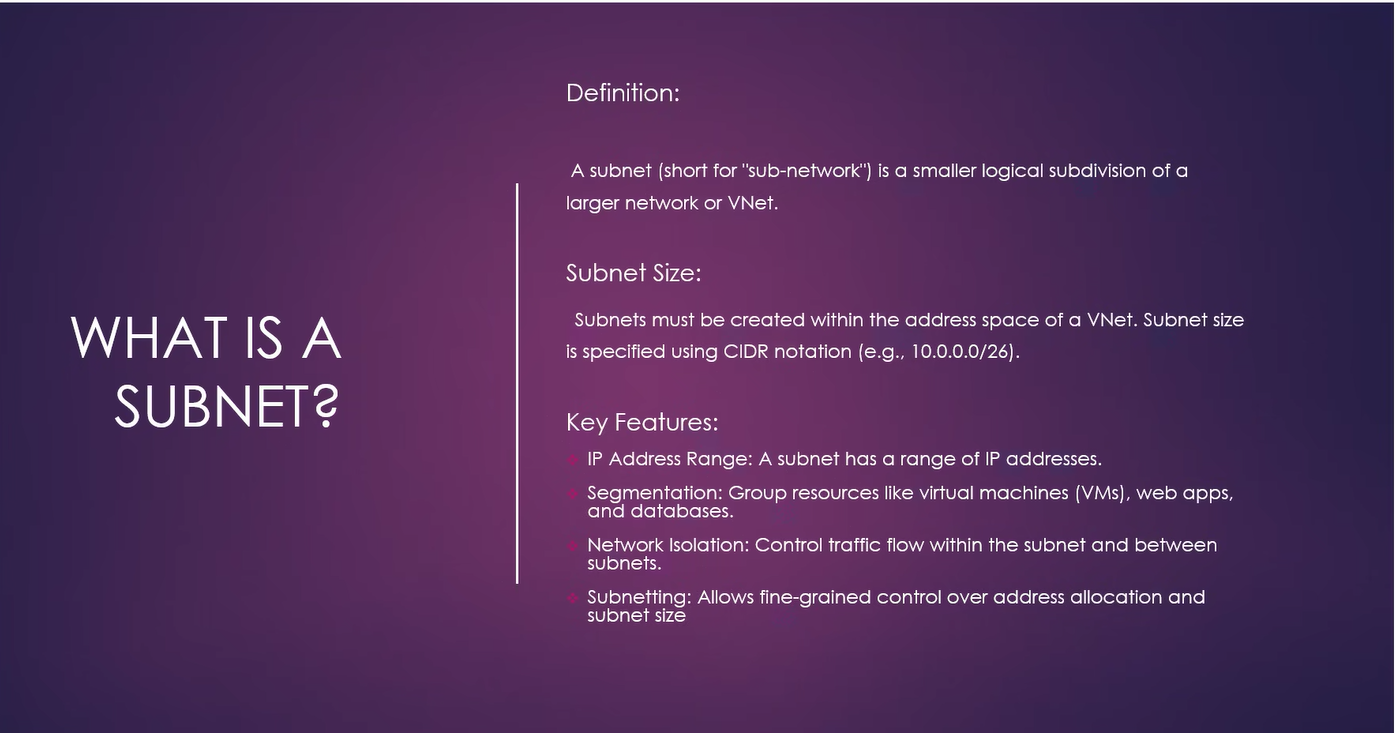 WHAT IS A
SUBNET?
Definition:
A subnet (short for "sub-network") is a smaller logical subdivision of a
larger network or VNet.
Subnet Size:
Subnets must be created within the address space of a VNet. Subnet size
is specified using CIDR notation (e.g., 10.0.0.0/26).
Key Features:
IP Address Range: A subnet has a range of IP addresses.
Segmentation: Group resources like virtual machines (VMs), web apps,
and databases.
Network Isolation: Control traffic flow within the subnet and between
subnets.
Subnetting: Allows fine-grained control over address allocation and
subnet size